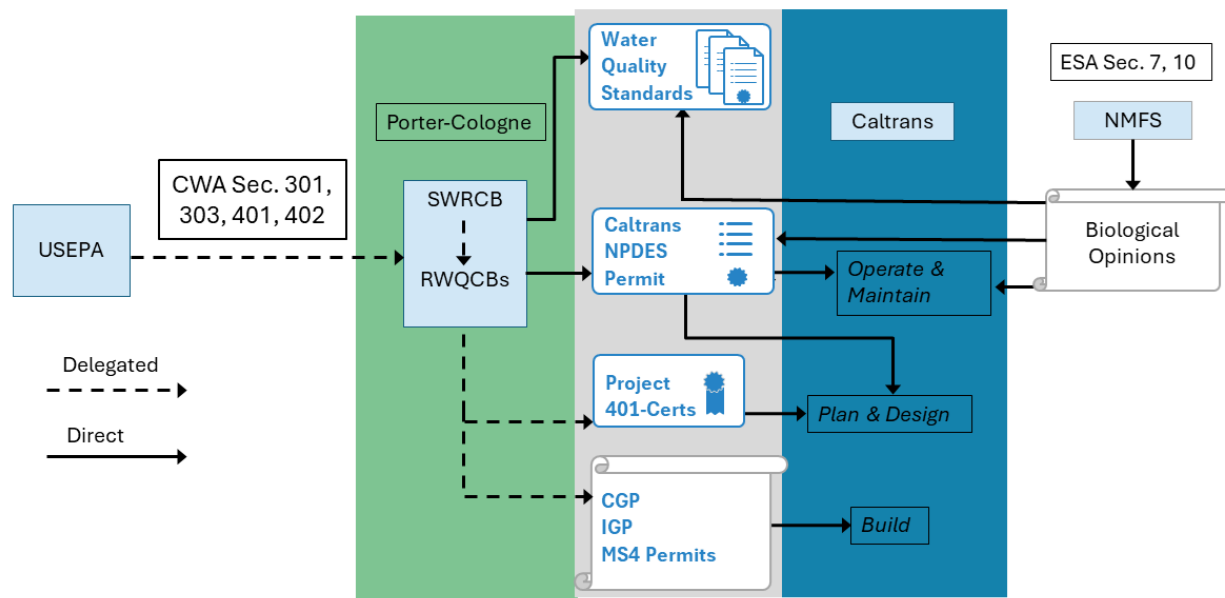 Water
Quality
Standards
ESA Sec. 7, 10
Porter-Cologne
Caltrans
NMFS
CWA Sec. 301,
303, 401, 402
SWRCB
RWQCBs
USEPA
Caltrans
NPDES
Permit
Operate &
Maintain
Biological
Opinions
Delegated
Direct
Project
401-Certs
Plan & Design
CGP
IGP
MS4 Permits
Build